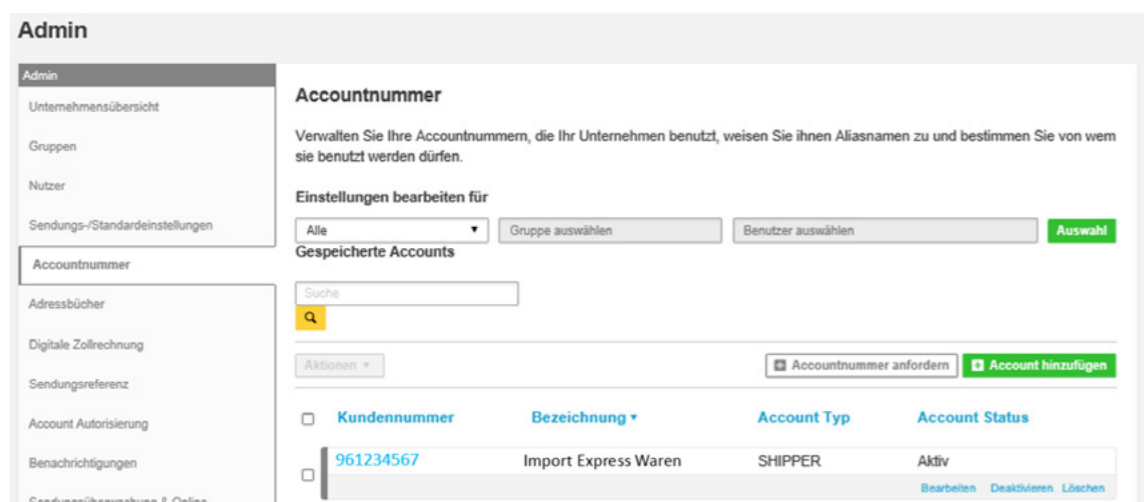 Admin
Admin
Unternehmensübersicht
Gruppen
Nutzer
Sendungs-/Standardeinstellungen
Accountnummer
Adressbücher
Digitale Zollrechnung
Sendungsreferenz
Account Autorisierung
Benachrichtigungen
Sendungsüberwachung & Online
Accountnummer
Verwalten Sie Ihre Accountnummern, die Ihr Unternehmen benutzt, weisen Sie ihnen Aliasnamen zu und bestimmen Sie von wem
sie benutzt werden dürfen.
Einstellungen bearbeiten für
Alle Gruppe auswählen Benutzer auswählen Auswahl
Gespeicherte Accounts
Suche
Aktionen Accountnummer anfordern Account hinzufügen
Kundennummer Bezeichnung Account Typ Account Status
961234567 Import Express Waren SHIPPER Aktiv
Bearbeiten Deaktivieren Löschen